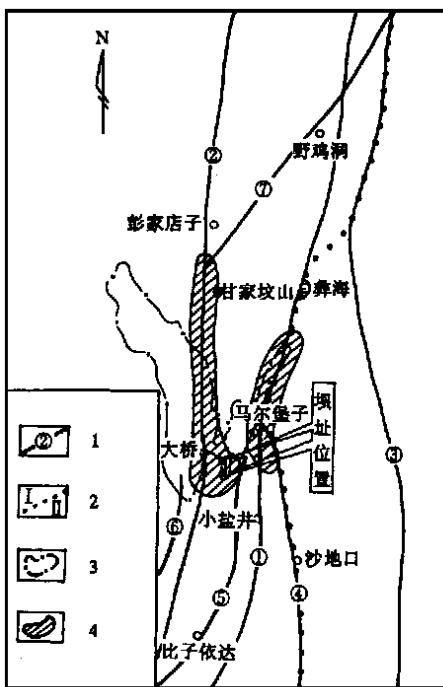 N
②
野鸡洞
⑦
彭家店子
甘家坟山
彝海
马尔堡子
坝址位置
大桥
③
⑥
小盐井
①
沙地口
⑤
④
比子依达
② 1
I 2
3
4